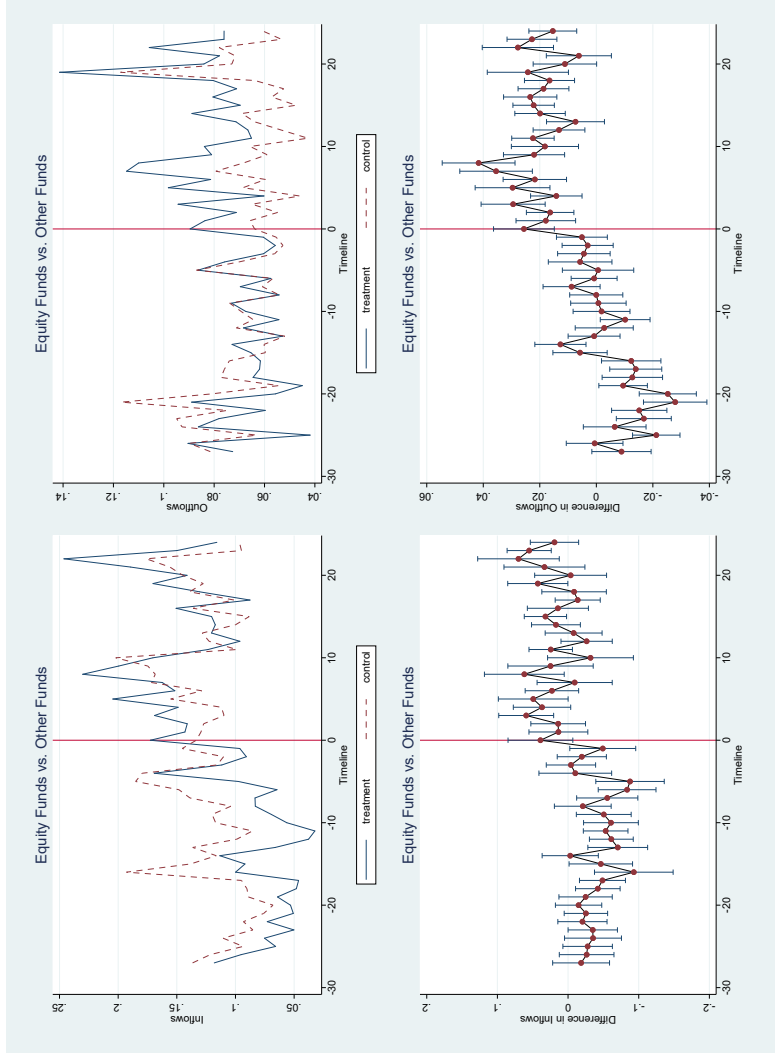 Equity Funds vs. Other Funds
Inflows
.25
.2
.15
.1
.05
-30
-20
-10
0
10
20
Timeline
treatment
control
Equity Funds vs. Other Funds
Outflows
.14
.12
.1
.08
.06
.04
-30
-20
-10
0
10
20
Timeline
treatment
control
Equity Funds vs. Other Funds
Difference in Inflows
.2
.1
0
-.1
-.2
-30
-20
-10
0
10
20
Timeline
Equity Funds vs. Other Funds
Difference in Outflows
.06
.04
.02
0
-.02
-.04
-30
-20
-10
0
10
20
Timeline